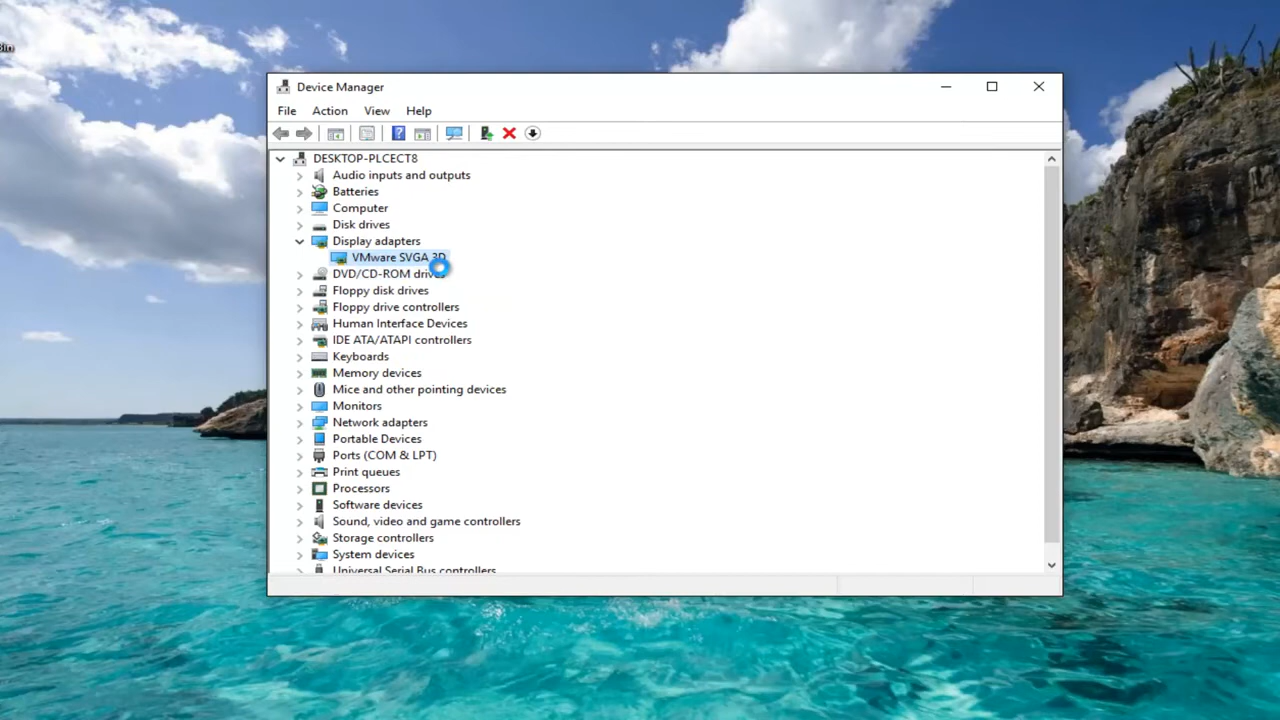 Bin
Device Manager
File Action View Help
DESKTOP-PLCECT8
Audio inputs and outputs
Batteries
Computer
Disk drives
Display adapters
VMware SVGA 3D
DVD/CD-ROM drives
Floppy disk drives
Floppy drive controllers
Human Interface Devices
IDE ATA/ATAPI controllers
Keyboards
Memory devices
Mice and other pointing devices
Monitors
Network adapters
Portable Devices
Ports (COM & LPT)
Print queues
Processors
Software devices
Sound, video and game controllers
Storage controllers
System devices
Universal Serial Bus controllers